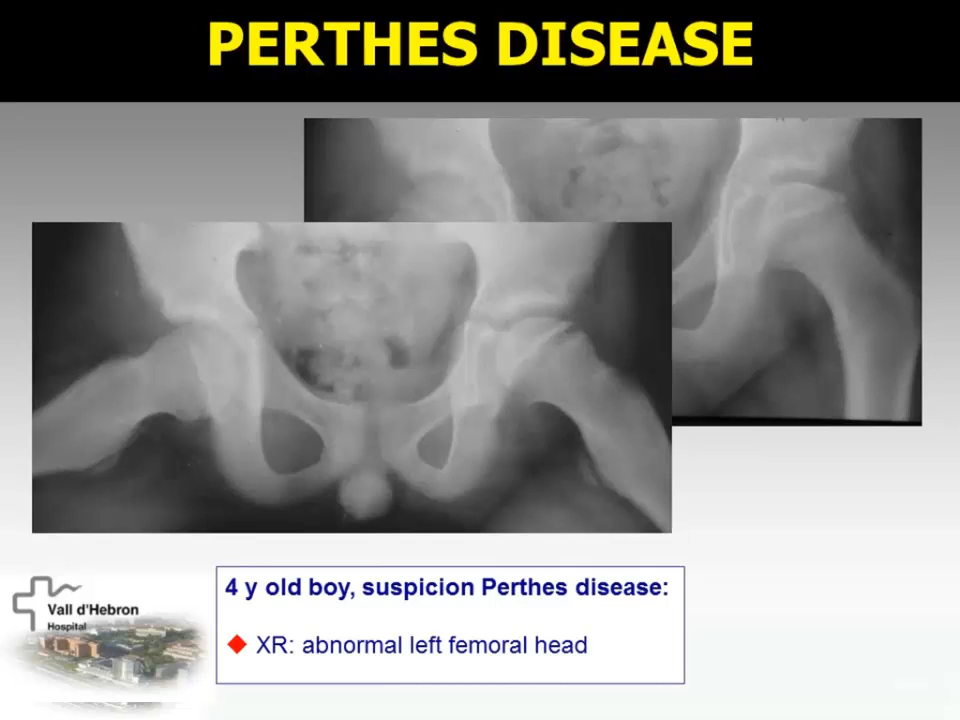 PERTHES DISEASE
4 y old boy, suspicion Perthes disease:
XR: abnormal left femoral head
Vall d'Hebron
Hospital